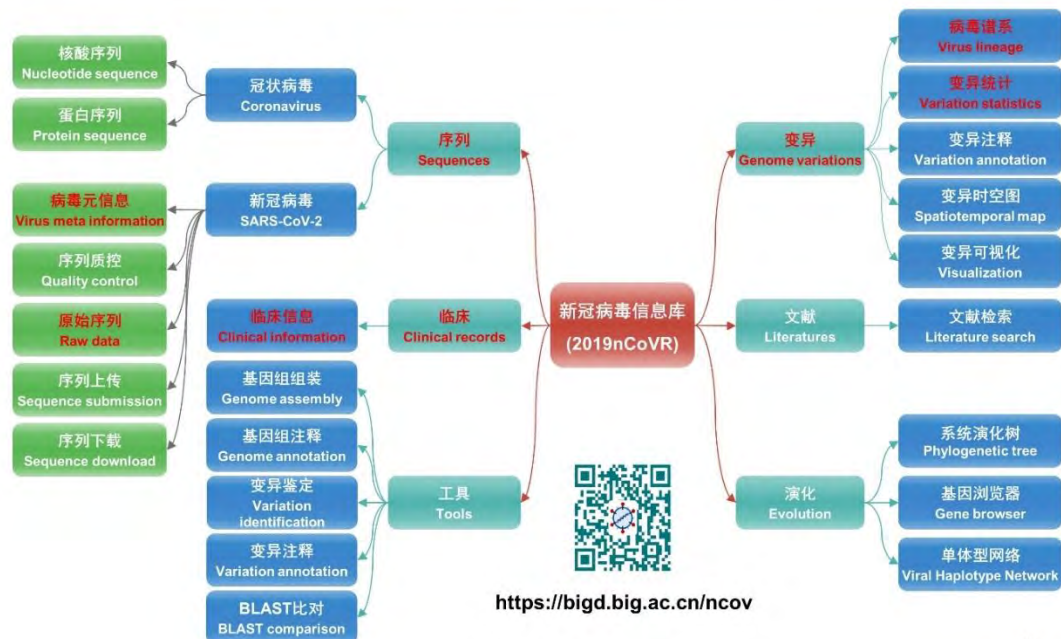 核酸序列
Nucleotide sequence
蛋白序列
Protein sequence
冠状病毒
Coronavirus
序列
Sequences
病毒元信息
Virus meta information
序列质控
Quality control
原始序列
Raw data
序列上传
Sequence submission
序列下载
Sequence download
新冠病毒
SARS-CoV-2
临床信息
Clinical information
临床
Clinical records
基因组组装
Genome assembly
基因组注释
Genome annotation
变异鉴定
Variation
identification
变异注释
Variation annotation
BLAST比对
BLAST comparison
工具
Tools
新冠病毒信息库
(2019nCoVR)
变异
Genome variations
病毒谱系
Virus lineage
变异统计
Variation statistics
变异注释
Variation annotation
变异时空图
Spatiotemporal map
变异可视化
Visualization
文献
Literatures
文献检索
Literature search
演化
Evolution
系统演化树
Phylogenetic tree
基因浏览器
Gene browser
单体型网络
Viral Haplotype Network
https://bigd.big.ac.cn/ncov